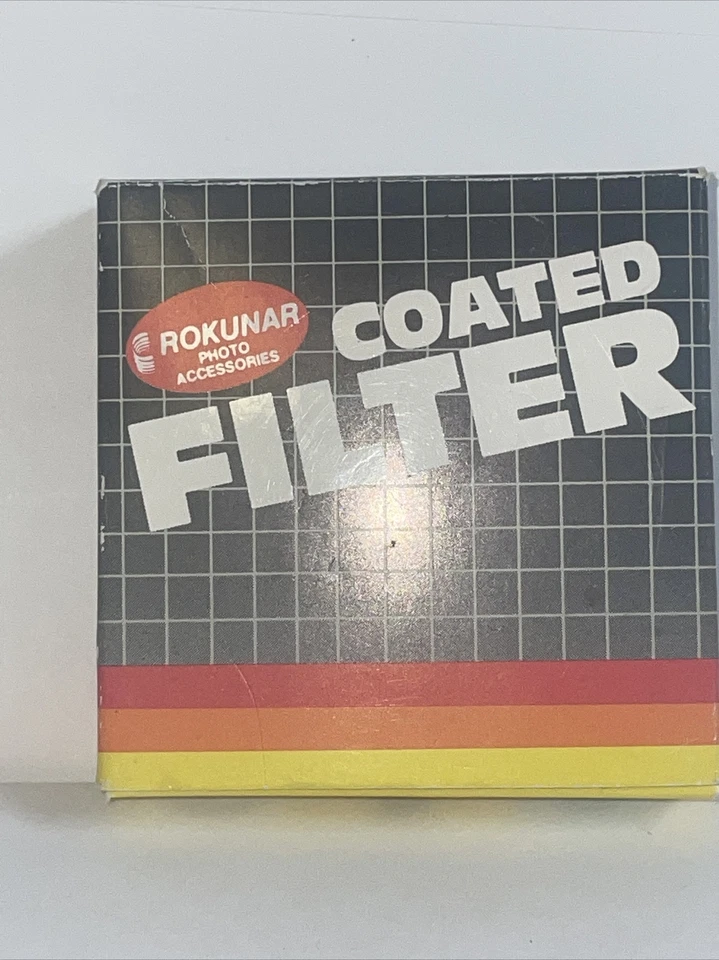 ROKUNAR
PHOTO
ACCESSORIES
COATED
FILTER